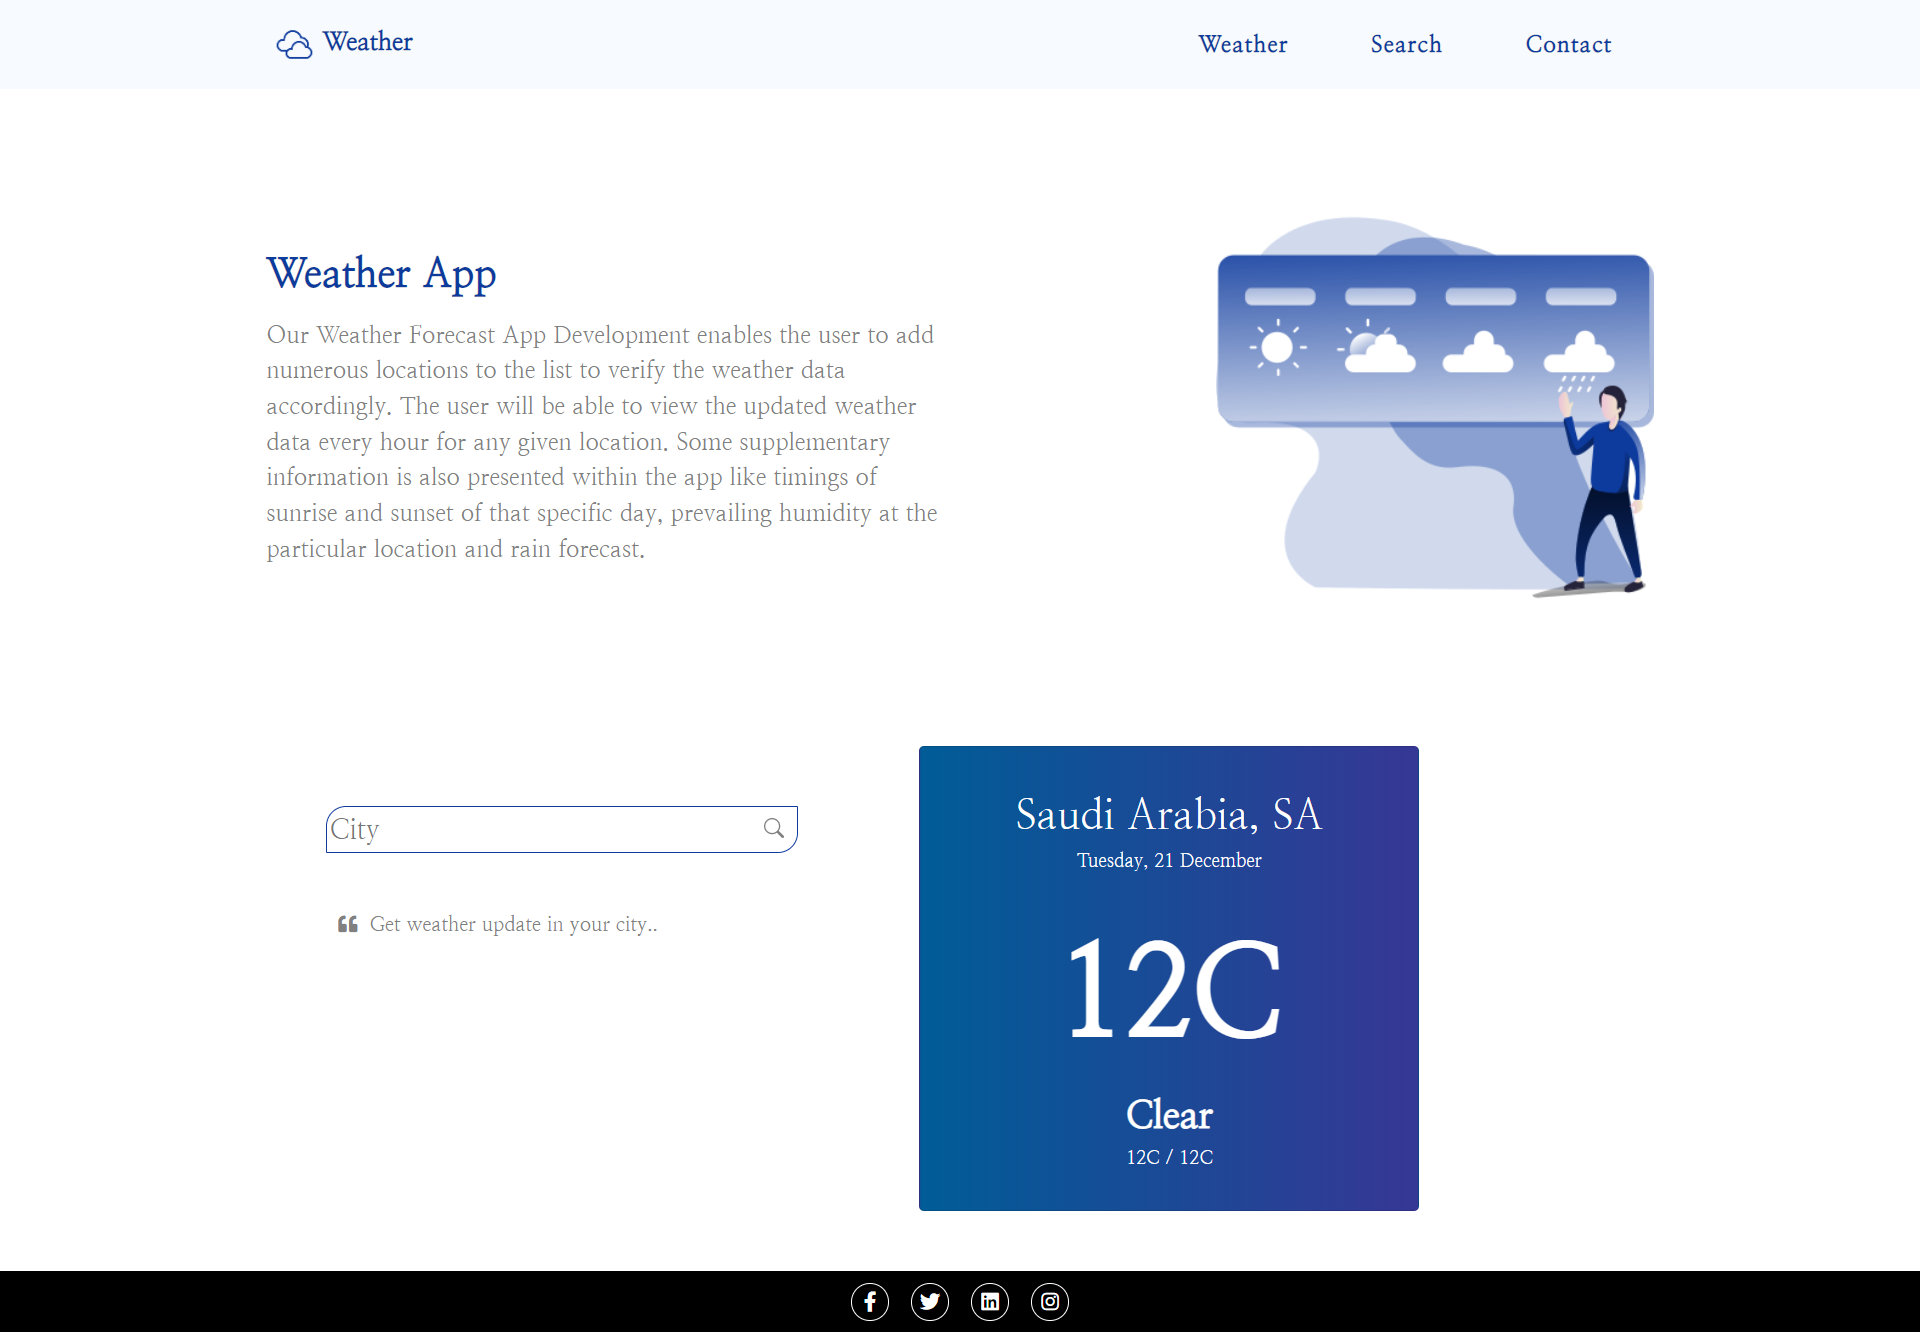 Weather
Weather
Search
Contact
Weather App
Our Weather Forecast App Development enables the user to add
numerous locations to the list to verify the weather data
accordingly. The user will be able to view the updated weather
data every hour for any given location. Some supplementary
information is also presented within the app like timings of
sunrise and sunset of that specific day, prevailing humidity at the
particular location and rain forecast.
City
Get weather update in your city..
Saudi Arabia, SA
Tuesday, 21 December
12C
Clear
12C / 12C